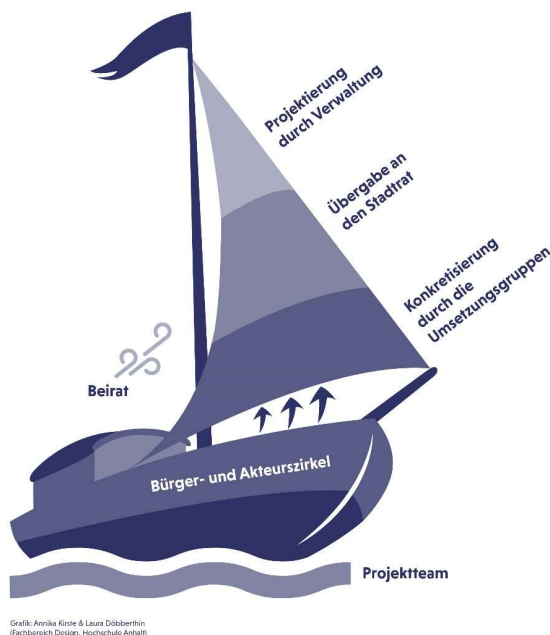 Projektierung
durch Verwaltung
Übergabe an
den Stadtrat
Konkretisierung
durch die
Umsetzungsgruppen
Beirat
Bürger- und Akteurszirkel
Projektteam
Grafik: Annika Kirste & Laura Döbberthin
(Fachbereich Design, Hochschule Anhalt)